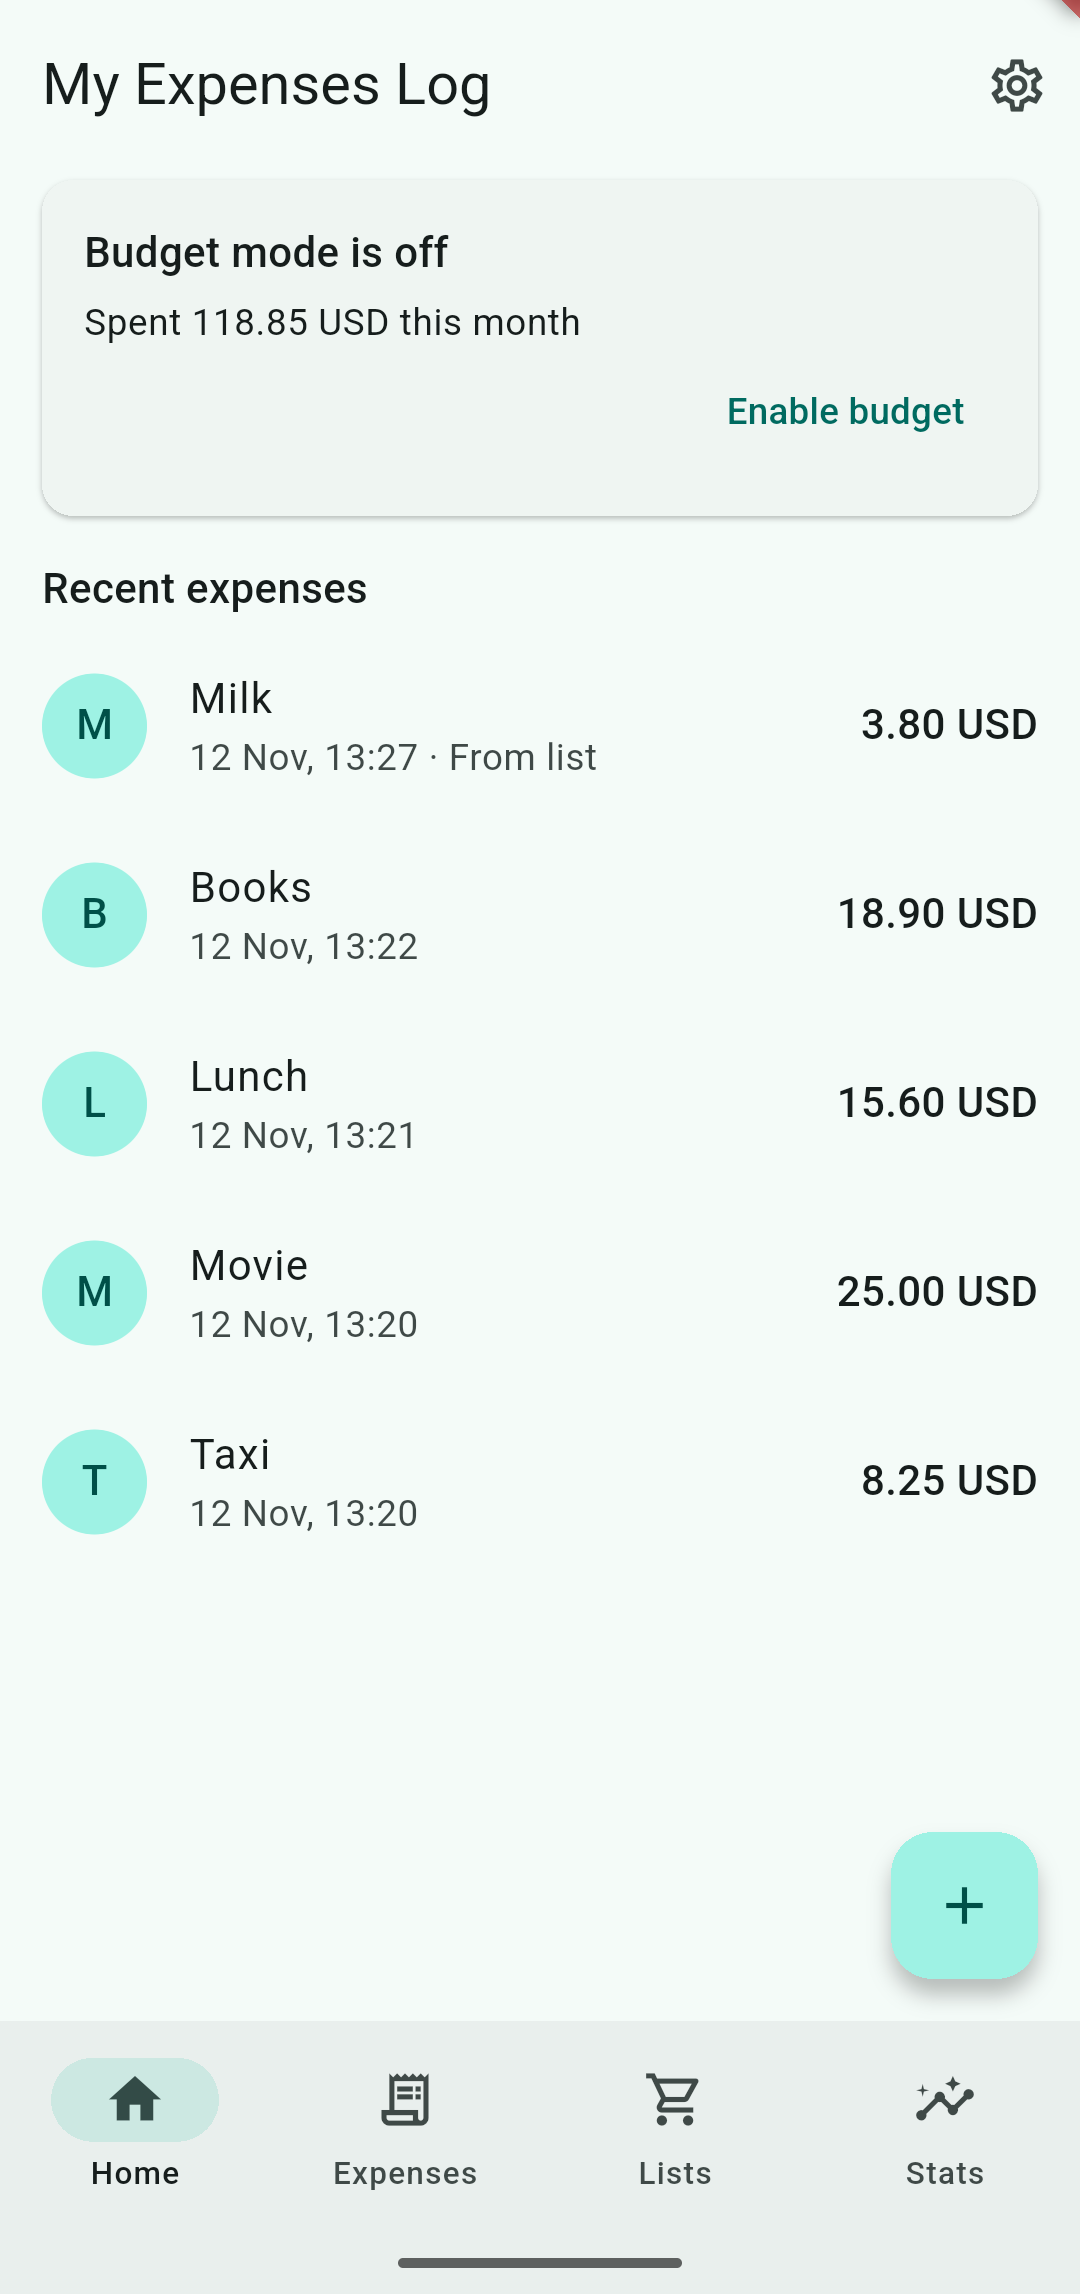 My Expenses Log
Budget mode is off
Spent 118.85 USD this month
Enable budget
Recent expenses
M
Milk
3.80 USD
12 Nov, 13:27 · From list
B
Books
18.90 USD
12 Nov, 13:22
L
Lunch
15.60 USD
12 Nov, 13:21
M
Movie
25.00 USD
12 Nov, 13:20
T
Taxi
8.25 USD
12 Nov, 13:20
Home
Expenses
Lists
Stats